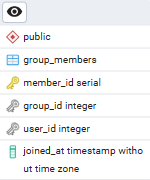 public
group_members
member_id serial
group_id integer
user_id integer
joined_at timestamp witho
ut time zone